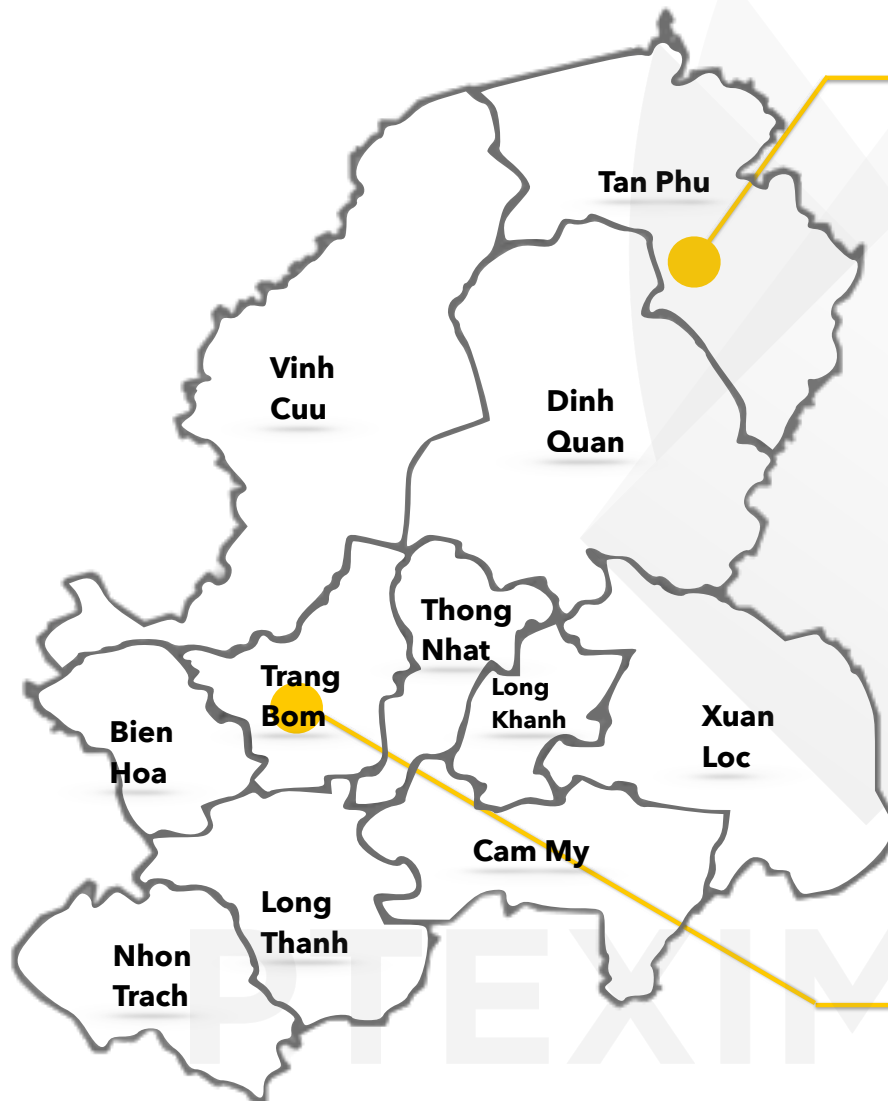 Tan Phu
Vinh
Cuu
Dinh
Quan
Thong
Nhat
Trang
Bom
Long
Khanh
Xuan
Loc
Bien
Hoa
Cam My
Long
Thanh
Nhon
Trach
PTEXIM